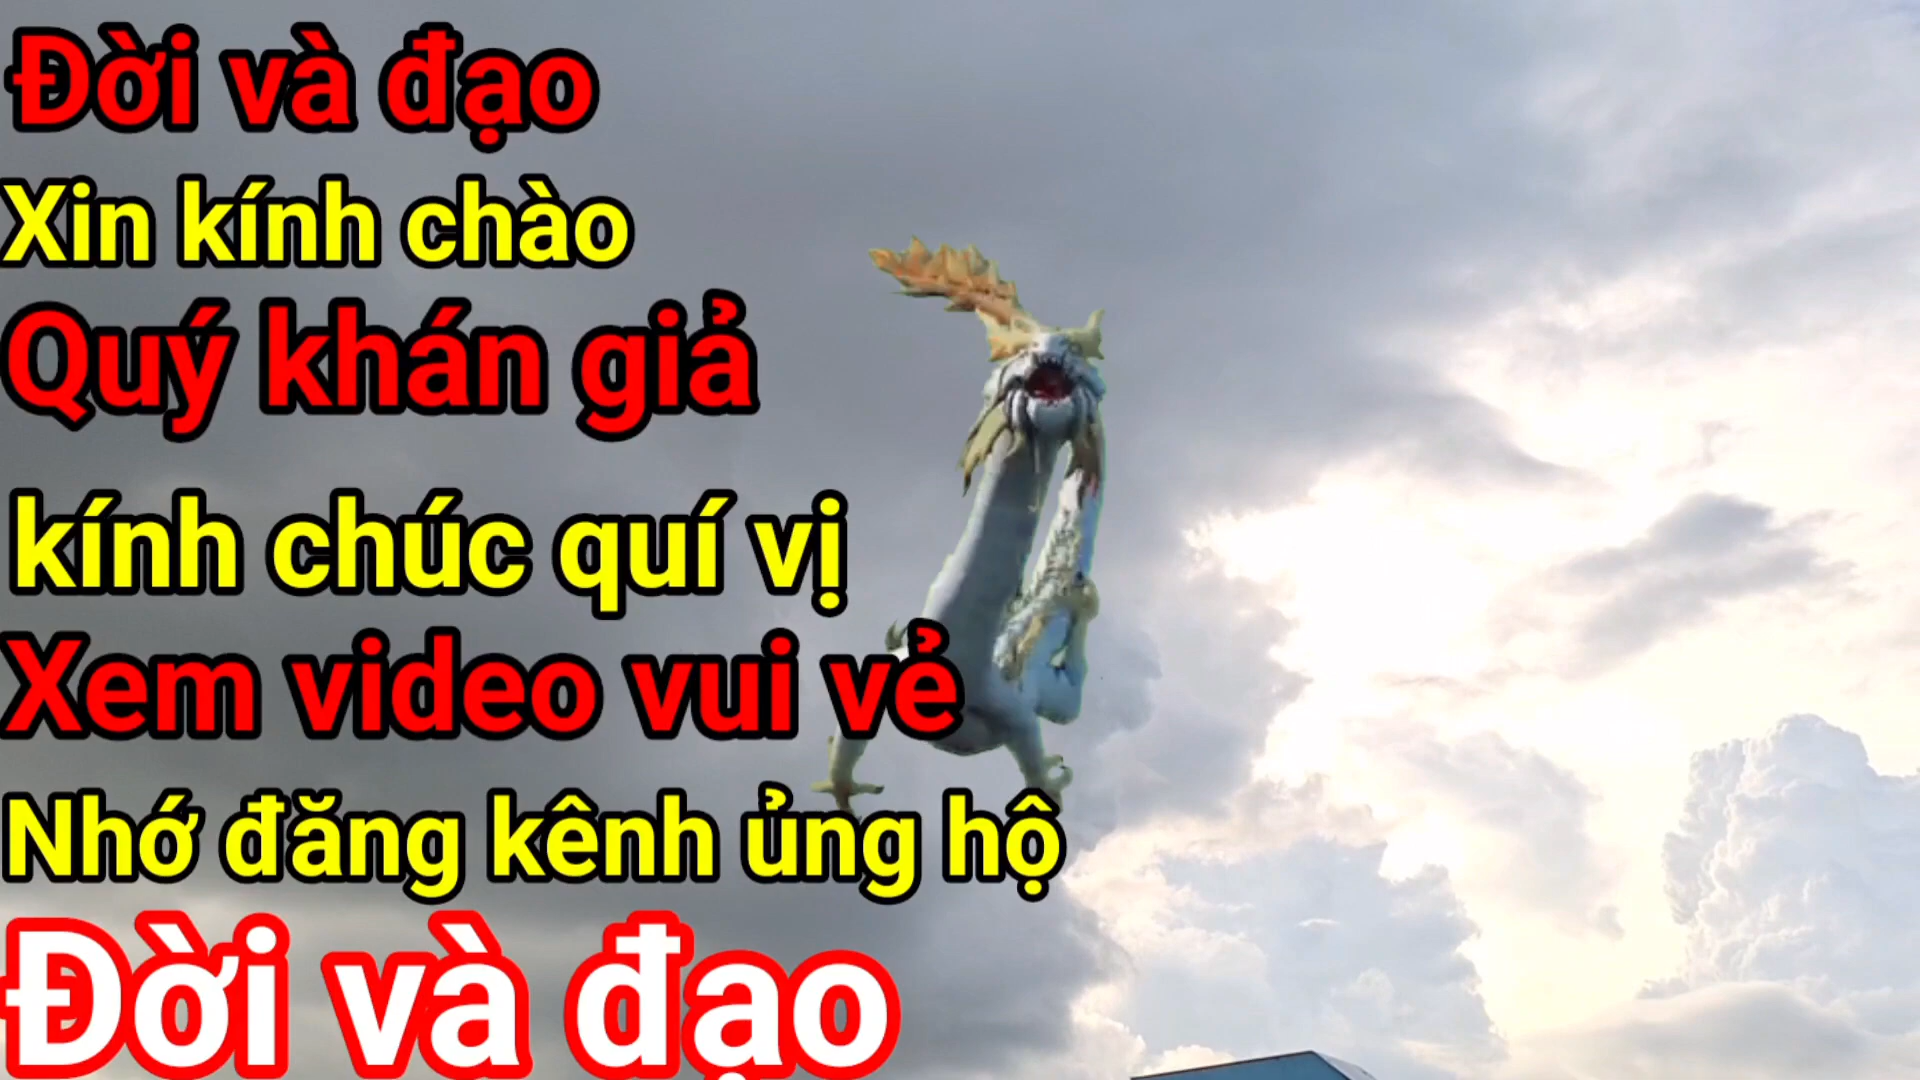 Đời và đạo
Xin kính chào
Quý khán giả
kính chúc quí vị
Xem video vui vẻ
Nhớ đăng kênh ủng hộ
Đời và đạo